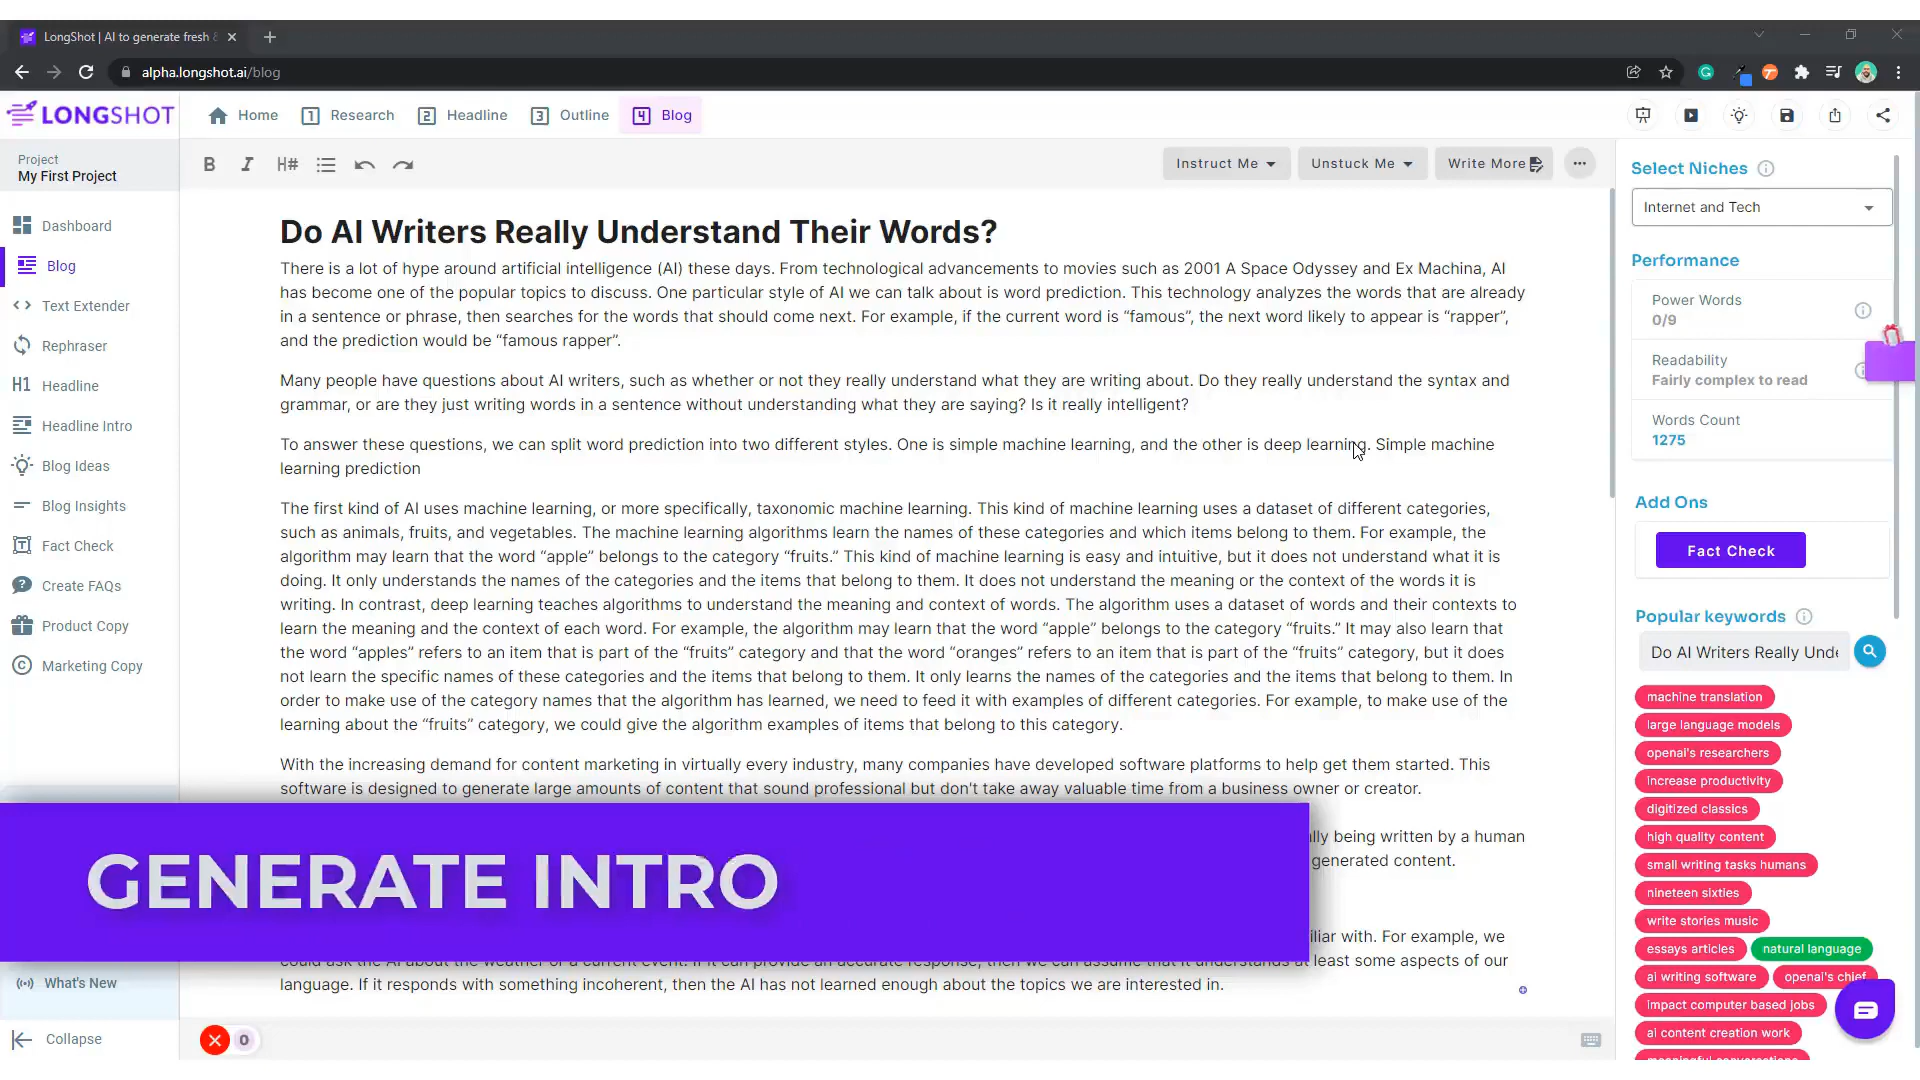 LongShot | AI to generate fresh &
alpha.longshot.ai/blog
LONGSHOT
Home
1 Research
2 Headline
3 Outline
4 Blog
Project
My First Project
B I H#
Instruct Me
Unstuck Me
Write More
Dashboard
Blog
Text Extender
Rephraser
H1 Headline
Headline Intro
Blog Ideas
Blog Insights
Fact Check
Create FAQs
Product Copy
Marketing Copy
What's New
Collapse
Do AI Writers Really Understand Their Words?
There is a lot of hype around artificial intelligence (AI) these days. From technological advancements to movies such as 2001 A Space Odyssey and Ex Machina, AI
has become one of the popular topics to discuss. One particular style of AI we can talk about is word prediction. This technology analyzes the words that are already
in a sentence or phrase, then searches for the words that should come next. For example, if the current word is “famous”, the next word likely to appear is “rapper”,
and the prediction would be “famous rapper”.
Many people have questions about AI writers, such as whether or not they really understand what they are writing about. Do they really understand the syntax and
grammar, or are they just writing words in a sentence without understanding what they are saying? Is it really intelligent?
To answer these questions, we can split word prediction into two different styles. One is simple machine learning, and the other is deep learning. Simple machine
learning prediction
The first kind of AI uses machine learning, or more specifically, taxonomic machine learning. This kind of machine learning uses a dataset of different categories,
such as animals, fruits, and vegetables. The machine learning algorithms learn the names of these categories and which items belong to them. For example, the
algorithm may learn that the word “apple” belongs to the category “fruits.” This kind of machine learning is easy and intuitive, but it does not understand what it is
doing. It only understands the names of the categories and the items that belong to them. It does not understand the meaning or the context of the words it is
writing. In contrast, deep learning teaches algorithms to understand the meaning and context of words. The algorithm uses a dataset of words and their contexts to
learn the meaning and the context of each word. For example, the algorithm may learn that the word “apple” belongs to the category “fruits.” It may also learn that
the word “apples” refers to an item that is part of the “fruits” category and that the word “oranges” refers to an item that is part of the “fruits” category, but it does
not learn the specific names of these categories and the items that belong to them. It only learns the names of the categories and the items that belong to them. In
order to make use of the category names that the algorithm has learned, we need to feed it with examples of different categories. For example, to make use of the
learning about the “fruits” category, we could give the algorithm examples of items that belong to this category.
With the increasing demand for content marketing in virtually every industry, many companies have developed software platforms to help get them started. This
software is designed to generate large amounts of content that sound professional but don't take away valuable time from a business owner or creator.
being written by a human
generated content.
with. For example, we
could ask the AI about the weather or a current event. If it can provide an accurate response, then we can assume that it understands at least some aspects of our
language. If it responds with something incoherent, then the AI has not learned enough about the topics we are interested in.
GENERATE INTRO
0
Select Niches
Internet and Tech
Performance
Power Words
0/9
Readability
Fairly complex to read
Words Count
1275
Add Ons
Fact Check
Popular keywords
Do AI Writers Really Unde
machine translation
large language models
openai's researchers
increase productivity
digitized classics
high quality content
small writing tasks humans
nineteen sixties
write stories music
essays articles
natural language
ai writing software
openai's chief
impact computer based jobs
ai content creation work
meaningful conversations